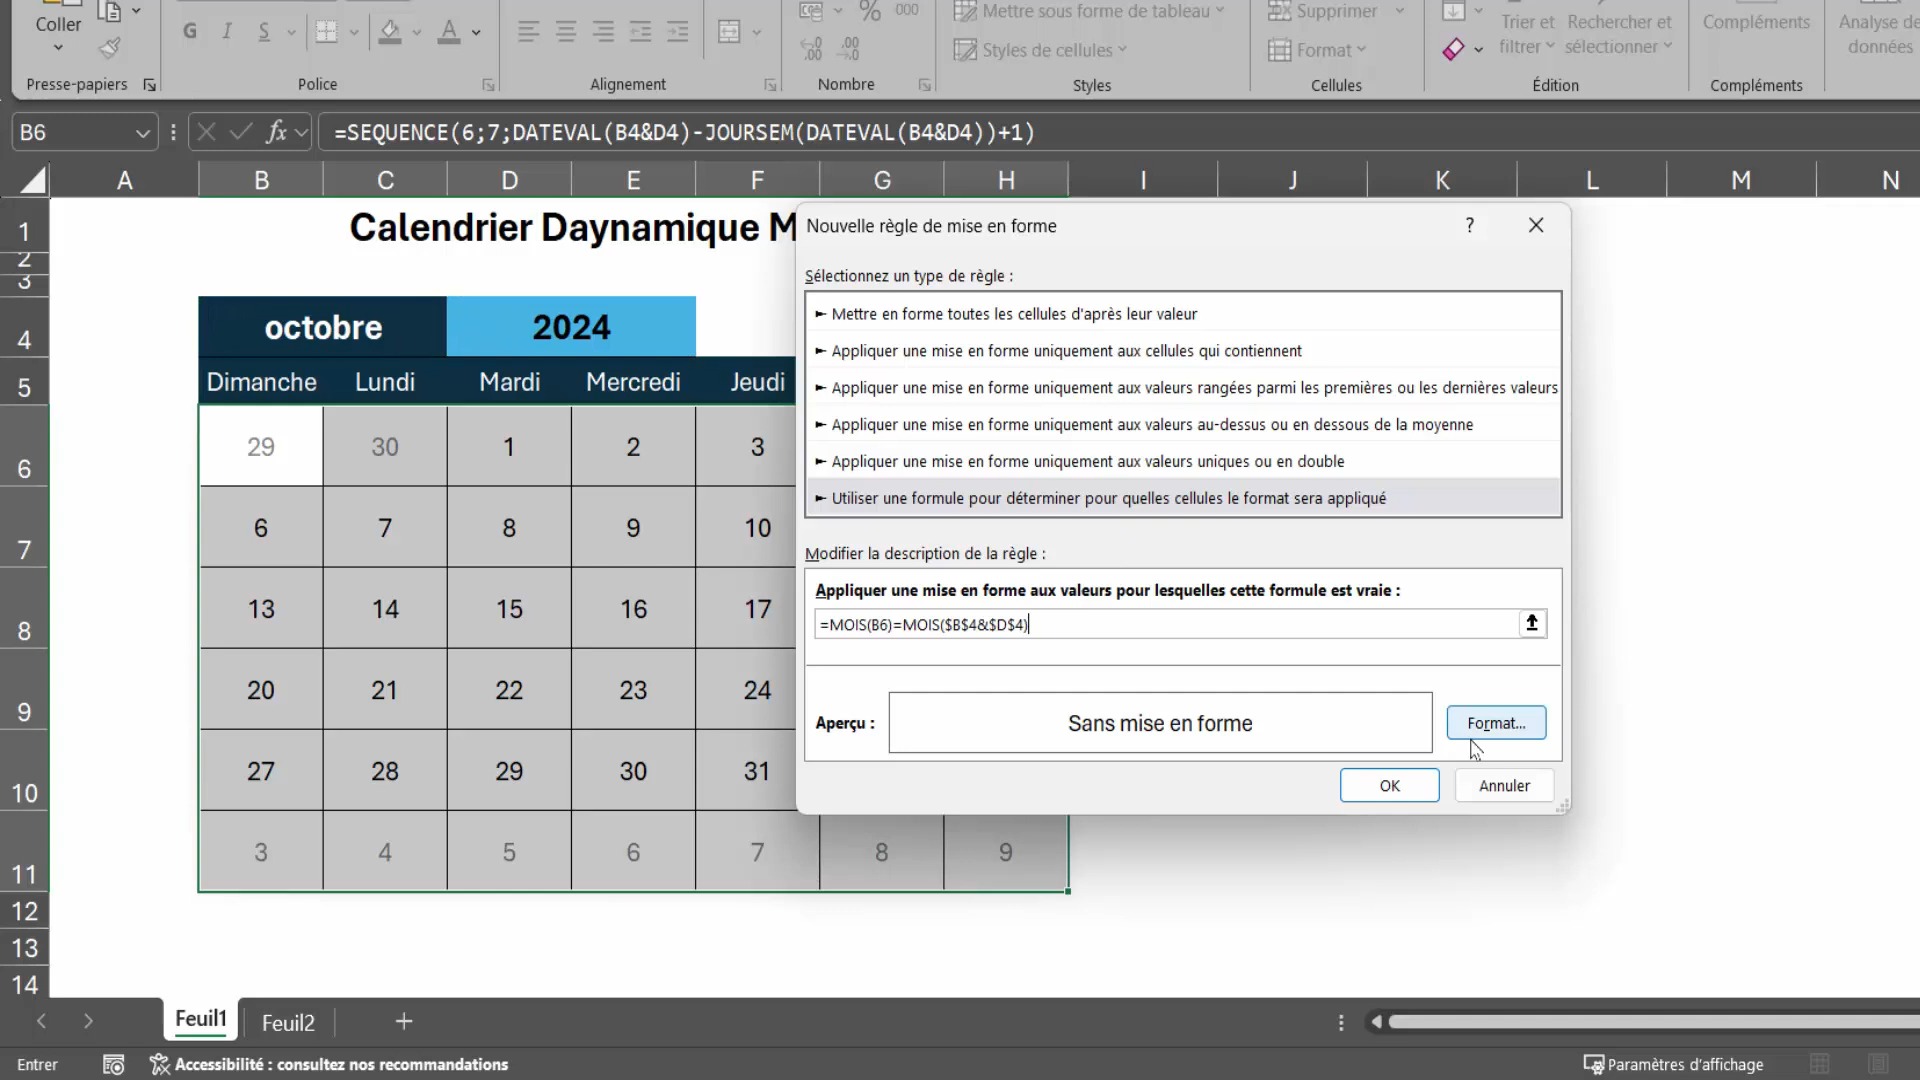 Coller
Presse-papiers
G I S A
Police
Alignement
% 000
Nombre
Mettre sous forme de tableau
Styles de cellules
Styles
Supprimer
Format
Cellules
Trier et
filtrer
Rechercher et
sélectionner
Édition
Compléments
Compléments
Analyse de
données
B6
fx
=SEQUENCE(6;7;DATEVAL(B4&D4)-JOURSEM(DATEVAL(B4&D4))+1)
A B C D E F G H I J K L M N
1
2
3
4
5
6
7
8
9
10
11
12
13
14
Calendrier Daynamique M
octobre 2024
Dimanche Lundi Mardi Mercredi Jeudi
29 30 1 2 3
6 7 8 9 10
13 14 15 16 17
20 21 22 23 24
27 28 29 30 31
3 4 5 6 7 8 9
Nouvelle règle de mise en forme
?
Sélectionnez un type de règle :
► Mettre en forme toutes les cellules d'après leur valeur
► Appliquer une mise en forme uniquement aux cellules qui contiennent
► Appliquer une mise en forme uniquement aux valeurs rangées parmi les premières ou les dernières valeurs
► Appliquer une mise en forme uniquement aux valeurs au-dessus ou en dessous de la moyenne
► Appliquer une mise en forme uniquement aux valeurs uniques ou en double
► Utiliser une formule pour déterminer pour quelles cellules le format sera appliqué
Modifier la description de la règle :
Appliquer une mise en forme aux valeurs pour lesquelles cette formule est vraie :
=MOIS(B6)=MOIS($B$4&$D$4)
Aperçu :
Sans mise en forme
Format...
OK
Annuler
Feuil1
Feuil2
Entrer
Accessibilité : consultez nos recommandations
Paramètres d'affichage